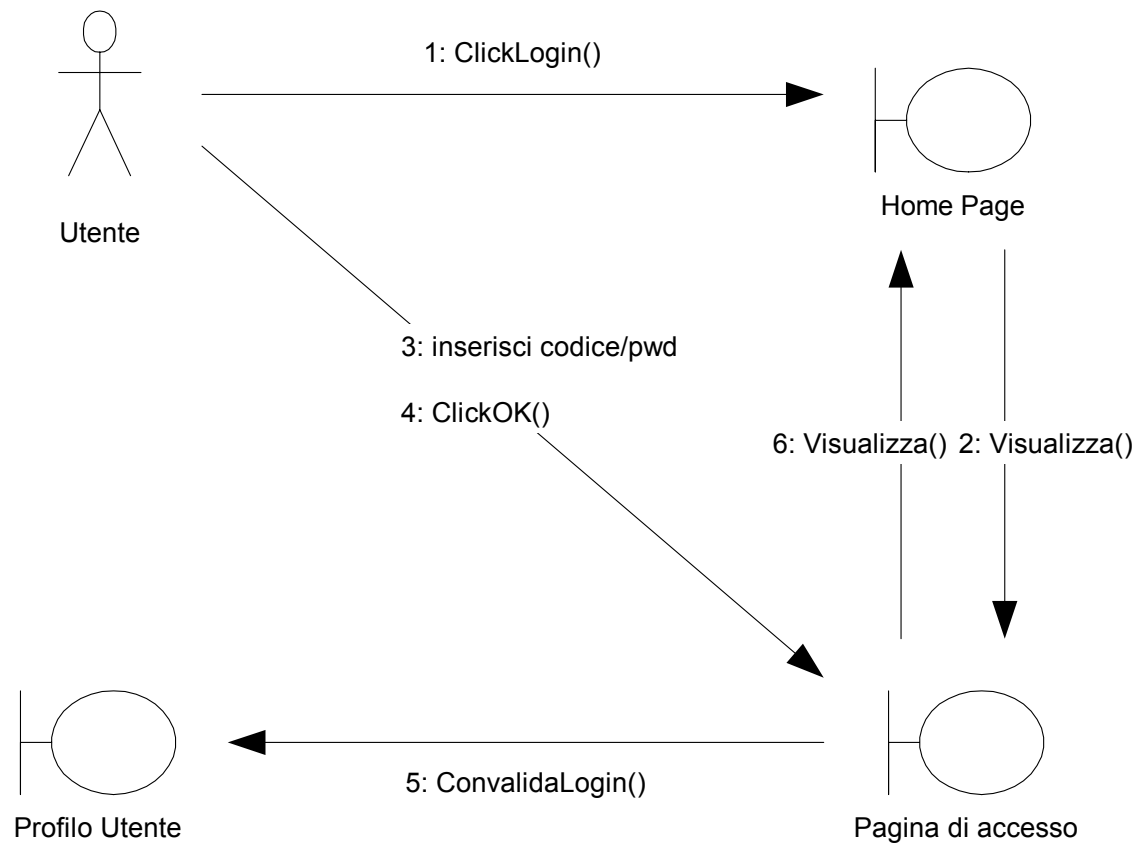 1: ClickLogin()
Home Page
Utente
3: inserisci codice/pwd
4: ClickOK()
6: Visualizza()
2: Visualizza()
5: ConvalidaLogin()
Profilo Utente
Pagina di accesso